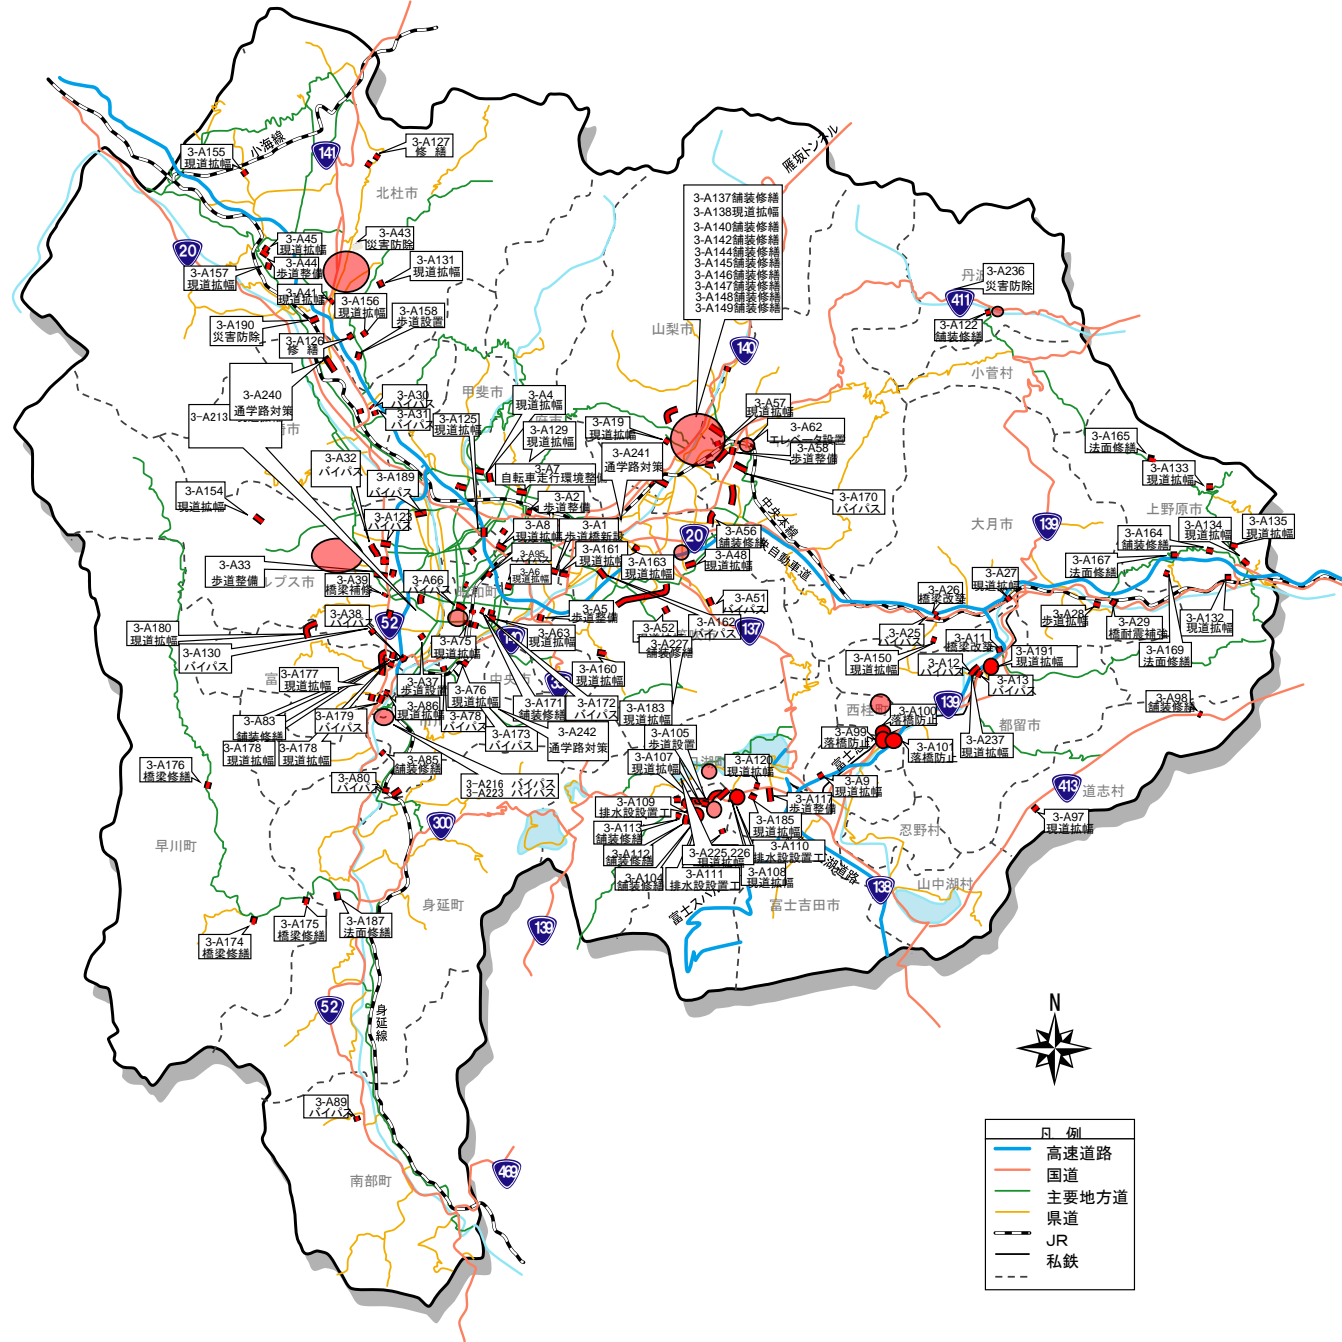 雁坂トンネル
3-A127
修 繕
小海線
141
3-A155
現道拡幅
北杜市
3-A137舗装修繕
3-A138現道拡幅
3-A140舗装修繕
3-A142舗装修繕
3-A144舗装修繕
3-A145舗装修繕
3-A146舗装修繕
3-A147舗装修繕
3-A148舗装修繕
3-A149舗装修繕
3-A43
災害防除
3-A45
現道拡幅
20
3-A44
歩道整備
3-A157
現道拡幅
3-A131
現道拡幅
3-A41
現道拡幅
3-A156
現道拡幅
3-A158
歩道設置
3-A190
災害防除
3-A126
修 繕
3-A236
災害防除
411
3-A122
舗装修繕
山梨市
140
小菅村
甲斐市
3-A240
通学路対策
3-A213
3-A30
バイパス
3-A31
バイパス
3-A125
現道拡幅
3-A4
現道拡幅
3-A129
現道拡幅
3-A19
現道拡幅
3-A57
現道拡幅
3-A62
エレベータ設置
3-A58
歩道整備
3-A241
通学路対策
3-A7
自転車走行環境整備
3-A32
バイパス
3-A189
バイパス
3-A154
現道拡幅
3-A2
歩道整備
3-A170
バイパス
3-A165
法面修繕
3-A133
現道拡幅
上野原市
大月市
139
3-A123
バイパス
3-A8
現道拡幅
3-A1
歩道橋新設
3-A56
舗装修繕
20
中央本線
3-A164
舗装修繕
3-A134
現道拡幅
3-A135
現道拡幅
3-A33
歩道整備
3-A39
橋梁補修
3-A66
3-A95
3-A6
現道拡幅
3-A161
現道拡幅
3-A163
現道拡幅
3-A48
現道拡幅
3-A167
法面修繕
3-A27
現道拡幅
3-A26
橋梁改築
3-A38
バイパス
52
3-A180
現道拡幅
3-A130
バイパス
3-A75
現道拡幅
3-A63
現道拡幅
3-A5
歩道整備
3-A51
バイパス
3-A52
3-A162
バイパス
137
3-A227
舗装修繕
3-A25
バイパス
3-A28
歩道拡幅
3-A29
橋耐震補強
3-A132
現道拡幅
3-A169
法面修繕
3-A11
橋梁改築
3-A150
現道拡幅
3-A12
バイパス
3-A191
現道拡幅
3-A13
バイパス
3-A177
現道拡幅
3-A37
歩道設置
中央市
3-A160
現道拡幅
3-A76
現道拡幅
3-A86
現道拡幅
3-A78
バイパス
3-A171
舗装修繕
3-A172
バイパス
3-A183
現道拡幅
3-A98
舗装修繕
3-A83
舗装修繕
3-A179
バイパス
3-A173
バイパス
3-A242
通学路対策
3-A105
歩道設置
3-A100
落橋防止
139
都留市
3-A99
落橋防止
3-A101
落橋防止
3-A237
現道拡幅
3-A178
現道拡幅
3-A178
現道拡幅
3-A85
舗装修繕
3-A176
橋梁修繕
3-A80
バイパス
3-A216 バイパス
3-A223 バイパス
3-A107
現道拡幅
3-A120
現道拡幅
3-A9
現道拡幅
413
道志村
3-A109
排水設設置工
3-A117
歩道整備
3-A97
現道拡幅
300
3-A113
舗装修繕
3-A185
現道拡幅
忍野村
早川町
3-A112
舗装修繕
3-A225,226
現道拡幅
3-A110
排水設設置工
3-A104
舗装修繕
3-A111
排水設設置工
3-A108
現道拡幅
138
山中湖村
身延町
富士吉田市
3-A187
法面修繕
3-A175
橋梁修繕
3-A174
橋梁修繕
139
52
身延線
N
3-A89
バイパス
南部町
469
凡 例
高速道路
国道
主要地方道
県道
JR
私鉄